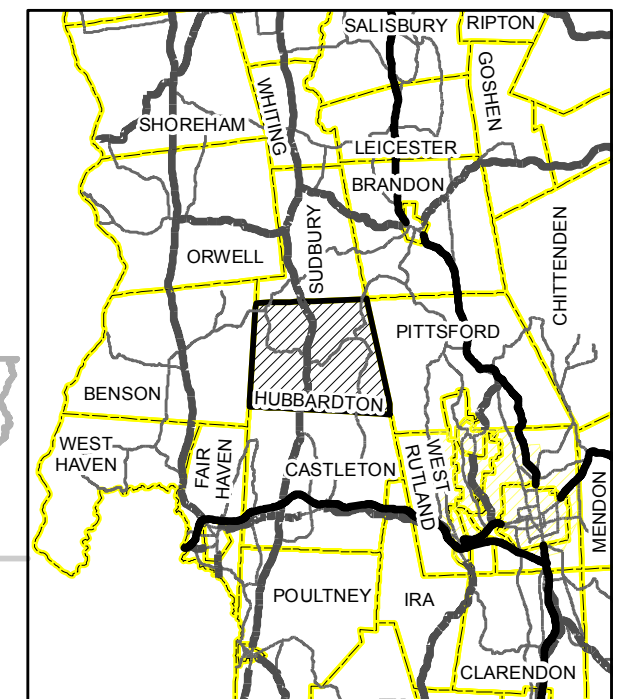 SALISBURY
RIPTON
GOSHEN
WHITING
SHOREHAM
LEICESTER
BRANDON
SUDBURY
CHITTENDEN
ORWELL
PITTSFORD
BENSON
HUBBARDTON
WEST
HAVEN
FAIR
HAVEN
CASTLETON
WEST
RUTLAND
MENDON
POULTNEY
IRA
CLARENDON